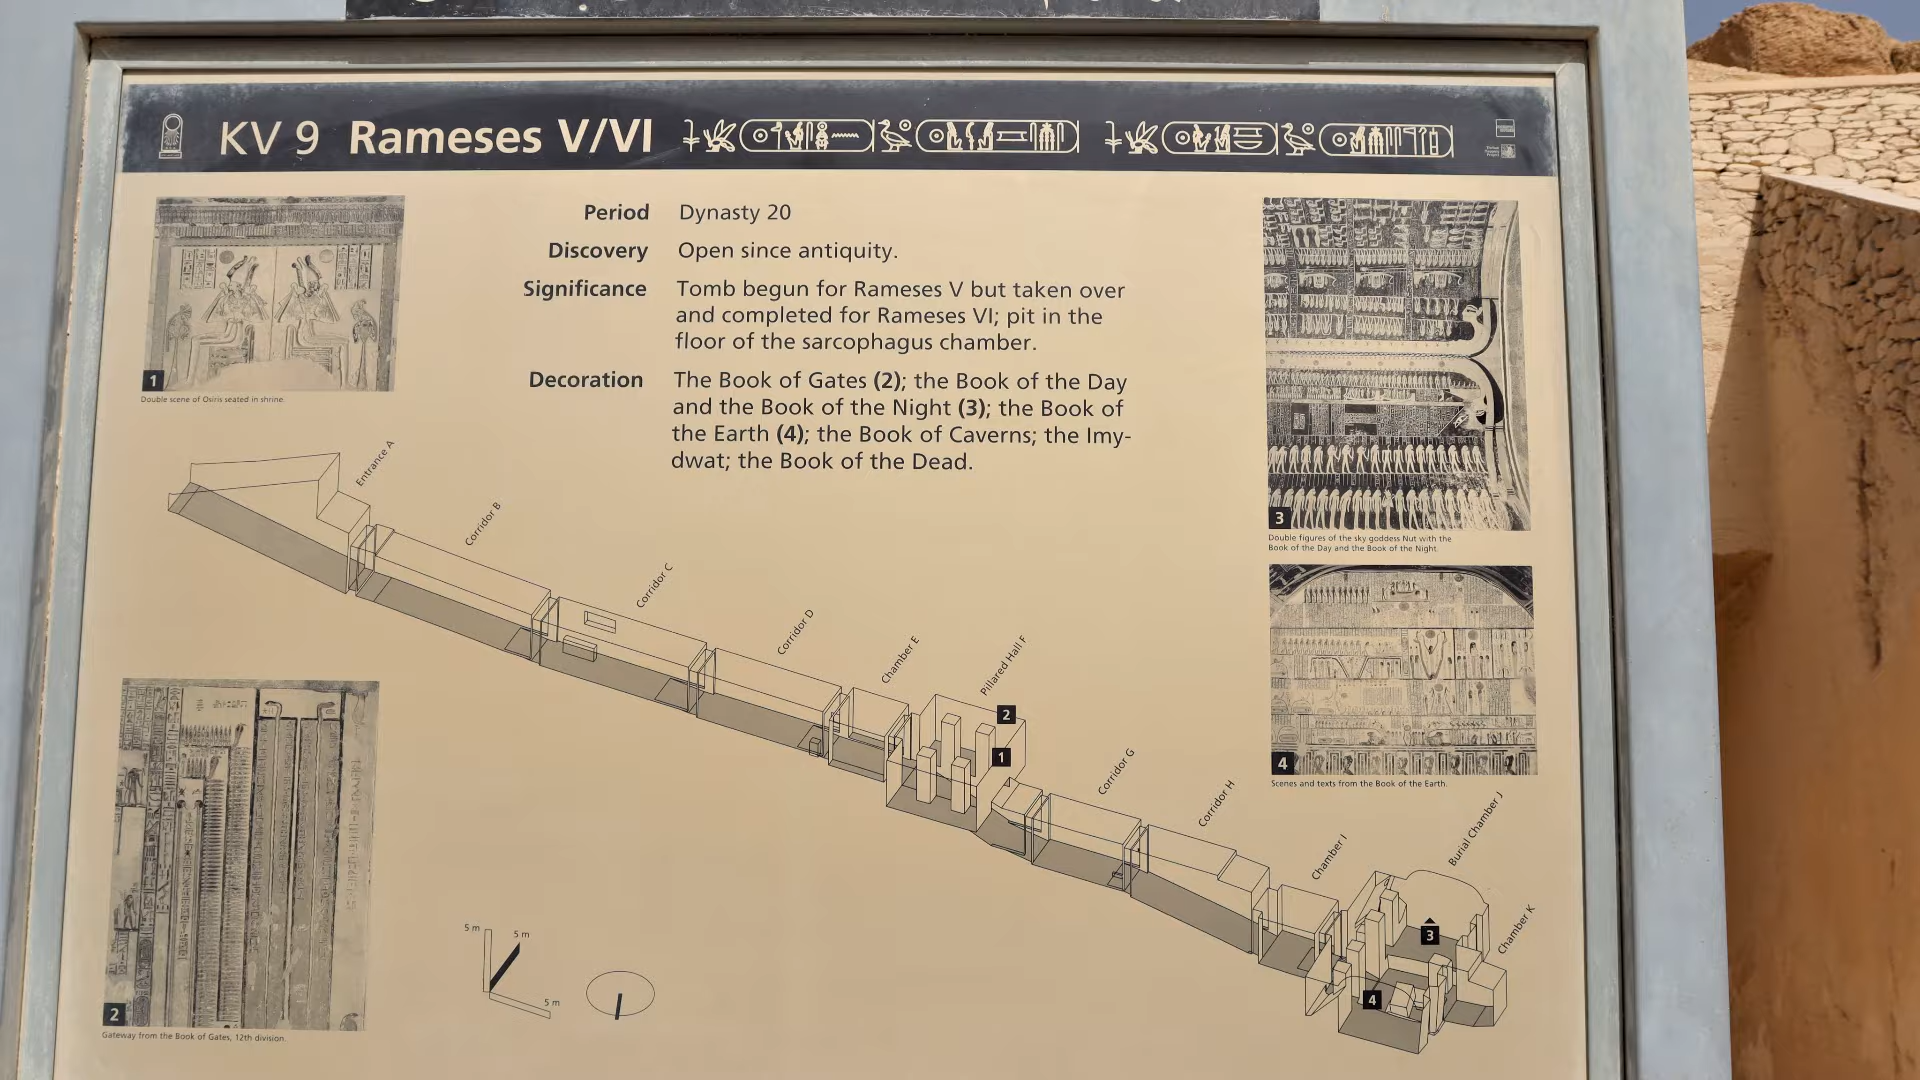 KV 9 Rameses V/VI
Period Dynasty 20
Discovery Open since antiquity.
Significance Tomb begun for Rameses V but taken over
and completed for Rameses VI; pit in the
floor of the sarcophagus chamber.
Decoration The Book of Gates (2); the Book of the Day
and the Book of the Night (3); the Book of
the Earth (4); the Book of Caverns; the Imy-
dwat; the Book of the Dead.
1
Double scene of Osiris seated in shrine.
3
Double figures of the sky goddess Nut with the
Book of the Day and the Book of the Night.
4
Scenes and texts from the Book of the Earth.
2
Gateway from the Book of Gates, 12th division.
Entrance A
Corridor B
Corridor C
Corridor D
Chamber E
Pillared Hall F
2
1
Corridor G
Corridor H
Chamber I
Burial Chamber J
Chamber K
3
4
5 m
5 m
5 m